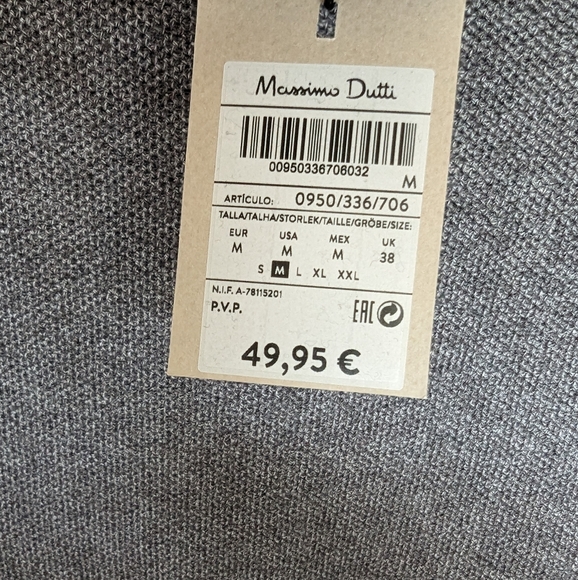 Massimo Dutti
00950336706032
M
ARTÍCULO: 0950/336/706
TALLA/TALHA/STORLEK/TAILLE/GRÖBE/SIZE:
EUR USA MEX UK
M M M 38
S M L XL XXL
N.I.F. A-78115201
P.V.P. EAC
49,95 €